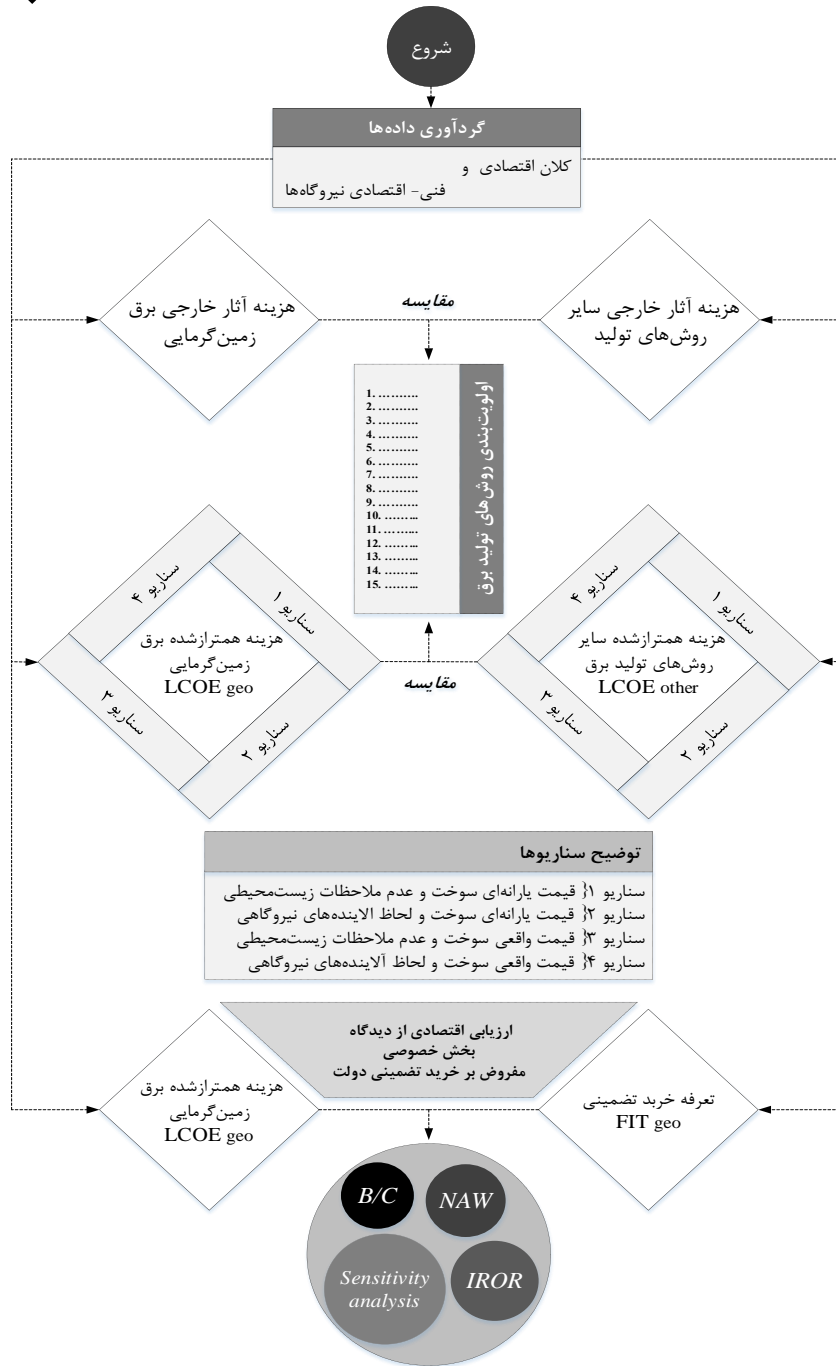 شروع
گردآوری داده‌ها
کلان اقتصادی و
فنی- اقتصادی نیروگاه‌ها
هزینه آثار خارجی سایر
روش‌های تولید
مقایسه
هزینه آثار خارجی برق
زمین‌گرمایی
اولویت‌بندی روش‌های تولید برق
1. ..........
2. ..........
3. ..........
4. ..........
5. ..........
6. ..........
7. ..........
8. ..........
9. ..........
10. .........
11. .........
12. .........
13. .........
14. .........
15. .........
سناریو ۴
سناریو ۱
هزینه همترازشده سایر
روش‌های تولید برق
LCOE other
سناریو ۳
سناریو ۲
مقایسه
سناریو ۴
سناریو ۱
هزینه همترازشده برق
زمین‌گرمایی
LCOE geo
سناریو ۳
سناریو ۲
توضیح سناریوها
سناریو ۱{ قیمت یارانه‌ای سوخت و عدم ملاحظات زیست‌محیطی
سناریو ۲{ قیمت یارانه‌ای سوخت و لحاظ الاینده‌های نیروگاهی
سناریو ۳{ قیمت واقعی سوخت و عدم ملاحظات زیست‌محیطی
سناریو ۴{ قیمت واقعی سوخت و لحاظ آلاینده‌های نیروگاهی
ارزیابی اقتصادی از دیدگاه
بخش خصوصی
مفروض بر خرید تضمینی دولت
تعرفه خرید تضمینی
FIT geo
هزینه همترازشده برق
زمین‌گرمایی
LCOE geo
B/C
NAW
Sensitivity
analysis
IROR